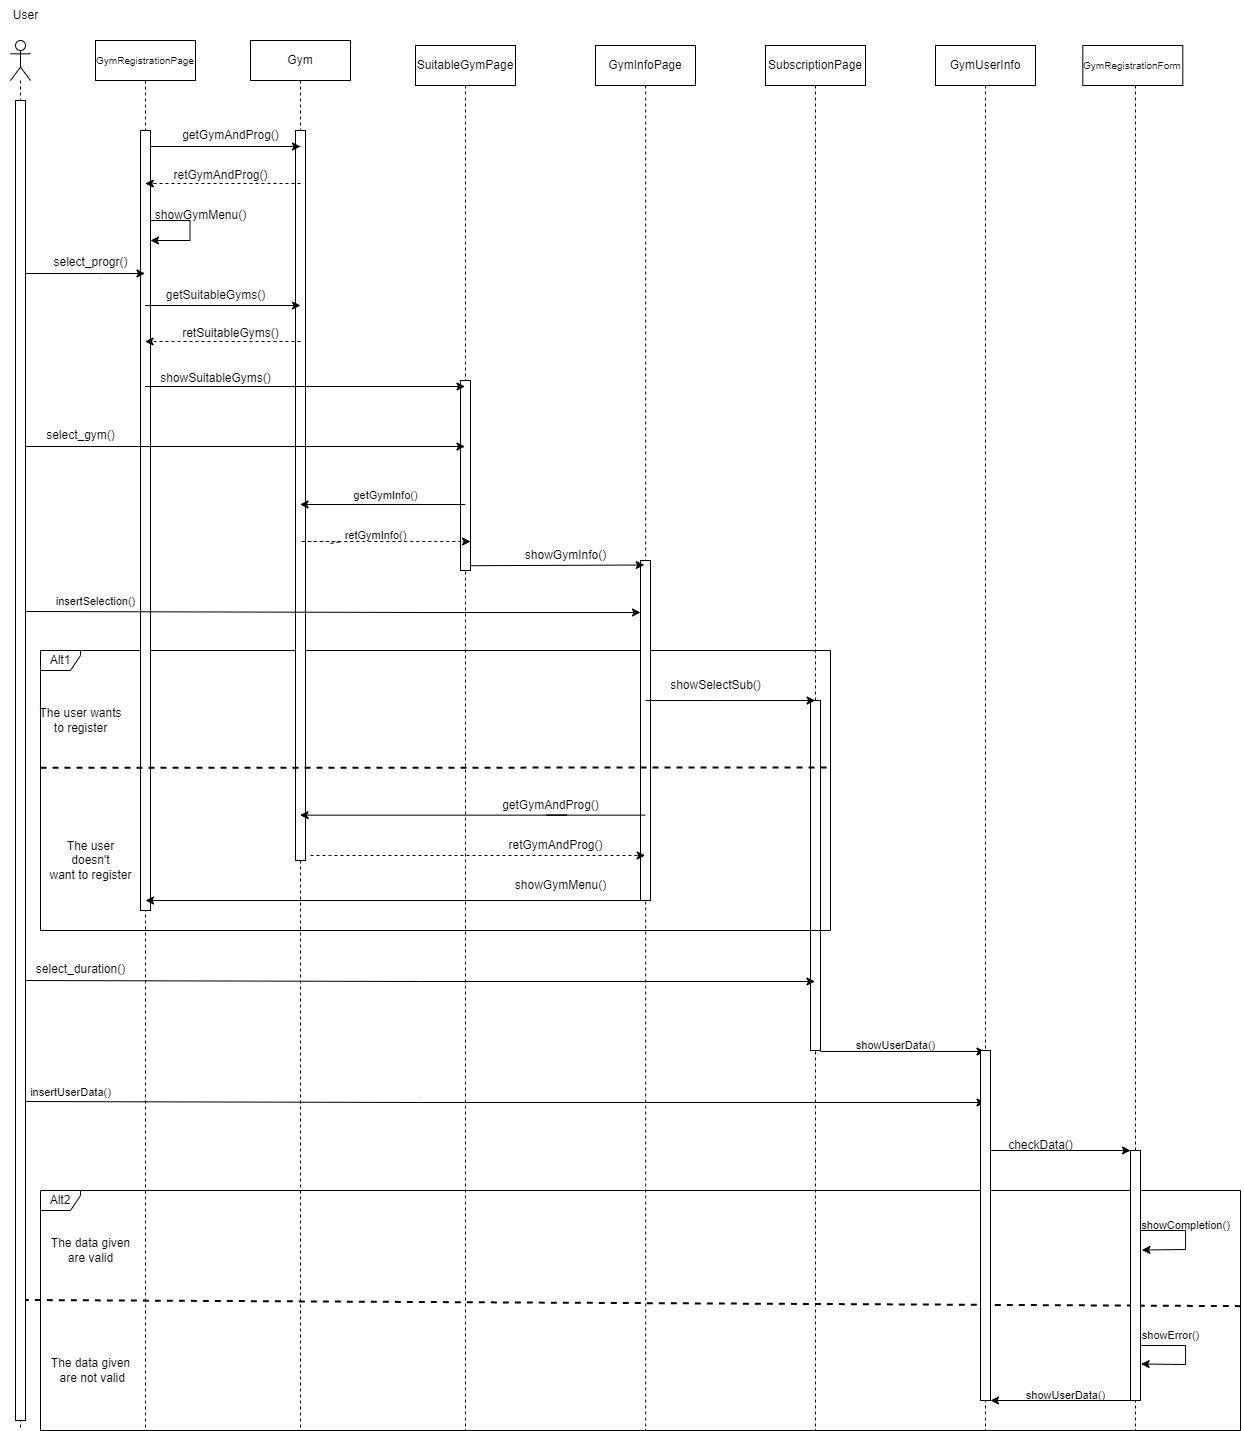 User
GymRegistrationPage
Gym
SuitableGymPage
GymInfoPage
SubscriptionPage
GymUserInfo
GymRegistrationForm
getGymAndProg()
retGymAndProg()
showGymMenu()
select_progr()
getSuitableGyms()
retSuitableGyms()
showSuitableGyms()
select_gym()
getGymInfo()
retGymInfo()
showGymInfo()
insertSelection()
Alt1
showSelectSub()
The user wants
to register
getGymAndProg()
retGymAndProg()
The user
doesn't
want to register
showGymMenu()
select_duration()
showUserData()
insertUserData()
checkData()
Alt2
showCompletion()
The data given
are valid
showError()
The data given
are not valid
showUserData()